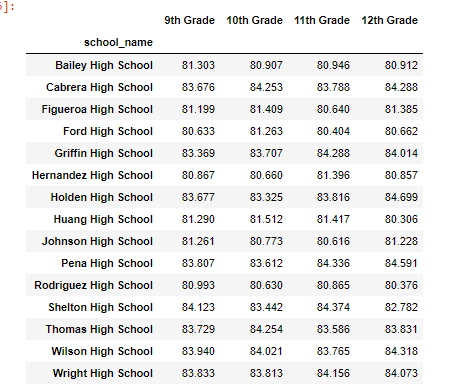 ]:
9th Grade 10th Grade 11th Grade 12th Grade
school_name
Bailey High School 81.303 80.907 80.946 80.912
Cabrera High School 83.676 84.253 83.788 84.288
Figueroa High School 81.199 81.409 80.640 81.385
Ford High School 80.633 81.263 80.404 80.662
Griffin High School 83.369 83.707 84.288 84.014
Hernandez High School 80.867 80.660 81.396 80.857
Holden High School 83.677 83.325 83.816 84.699
Huang High School 81.290 81.512 81.417 80.306
Johnson High School 81.261 80.773 80.616 81.228
Pena High School 83.807 83.612 84.336 84.591
Rodriguez High School 80.993 80.630 80.865 80.376
Shelton High School 84.123 83.442 84.374 82.782
Thomas High School 83.729 84.254 83.586 83.831
Wilson High School 83.940 84.021 83.765 84.318
Wright High School 83.833 83.813 84.156 84.073